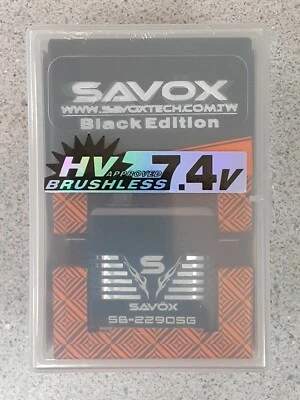 SAVOX
WWW.SAVOXTECH.COM.TW
Black Edition
HV APPROVED 7.4V
BRUSHLESS
S
SAVOX
SB-2290SG